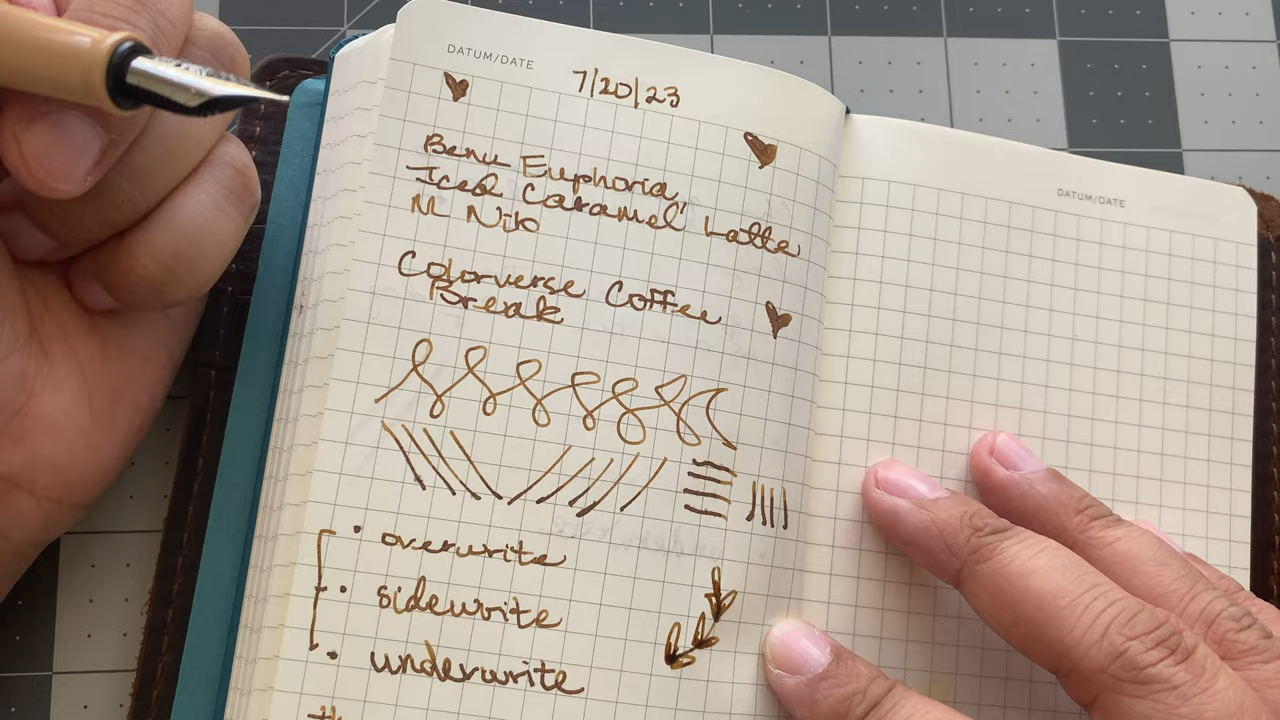 DATUM/DATE
7/20/23
Benu Euphoria,
Iced Caramel Latte
M Nib
Colorverse Coffee
Break
• overwrite
• sidewrite
• underwrite
DATUM/DATE